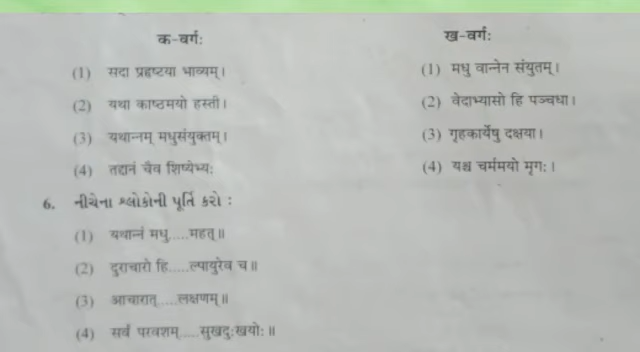 क-वर्गः ख-वर्गः
(1) सदा प्रहृष्टया भाव्यम्। (1) मधु वान्नेन संयुतम्।
(2) यथा काष्ठमयो हस्ती। (2) वेदाभ्यासो हि पञ्चधा।
(3) यथान्नम् मधुसंयुक्तम्। (3) गृहकार्येषु दक्षया।
(4) तद्दानं चैव शिष्येभ्यः (4) यश्च चर्ममयो मृगः।
6. નીચેના શ્લોકોની પૂર્તિ કરો :
(1) यथान्नं मधु.....महत्॥
(2) दुराचारो हि.....ल्पायुरेव च॥
(3) आचारात्.....लक्षणम्॥
(4) सर्वं परवशम्.....सुखदुःखयोः॥